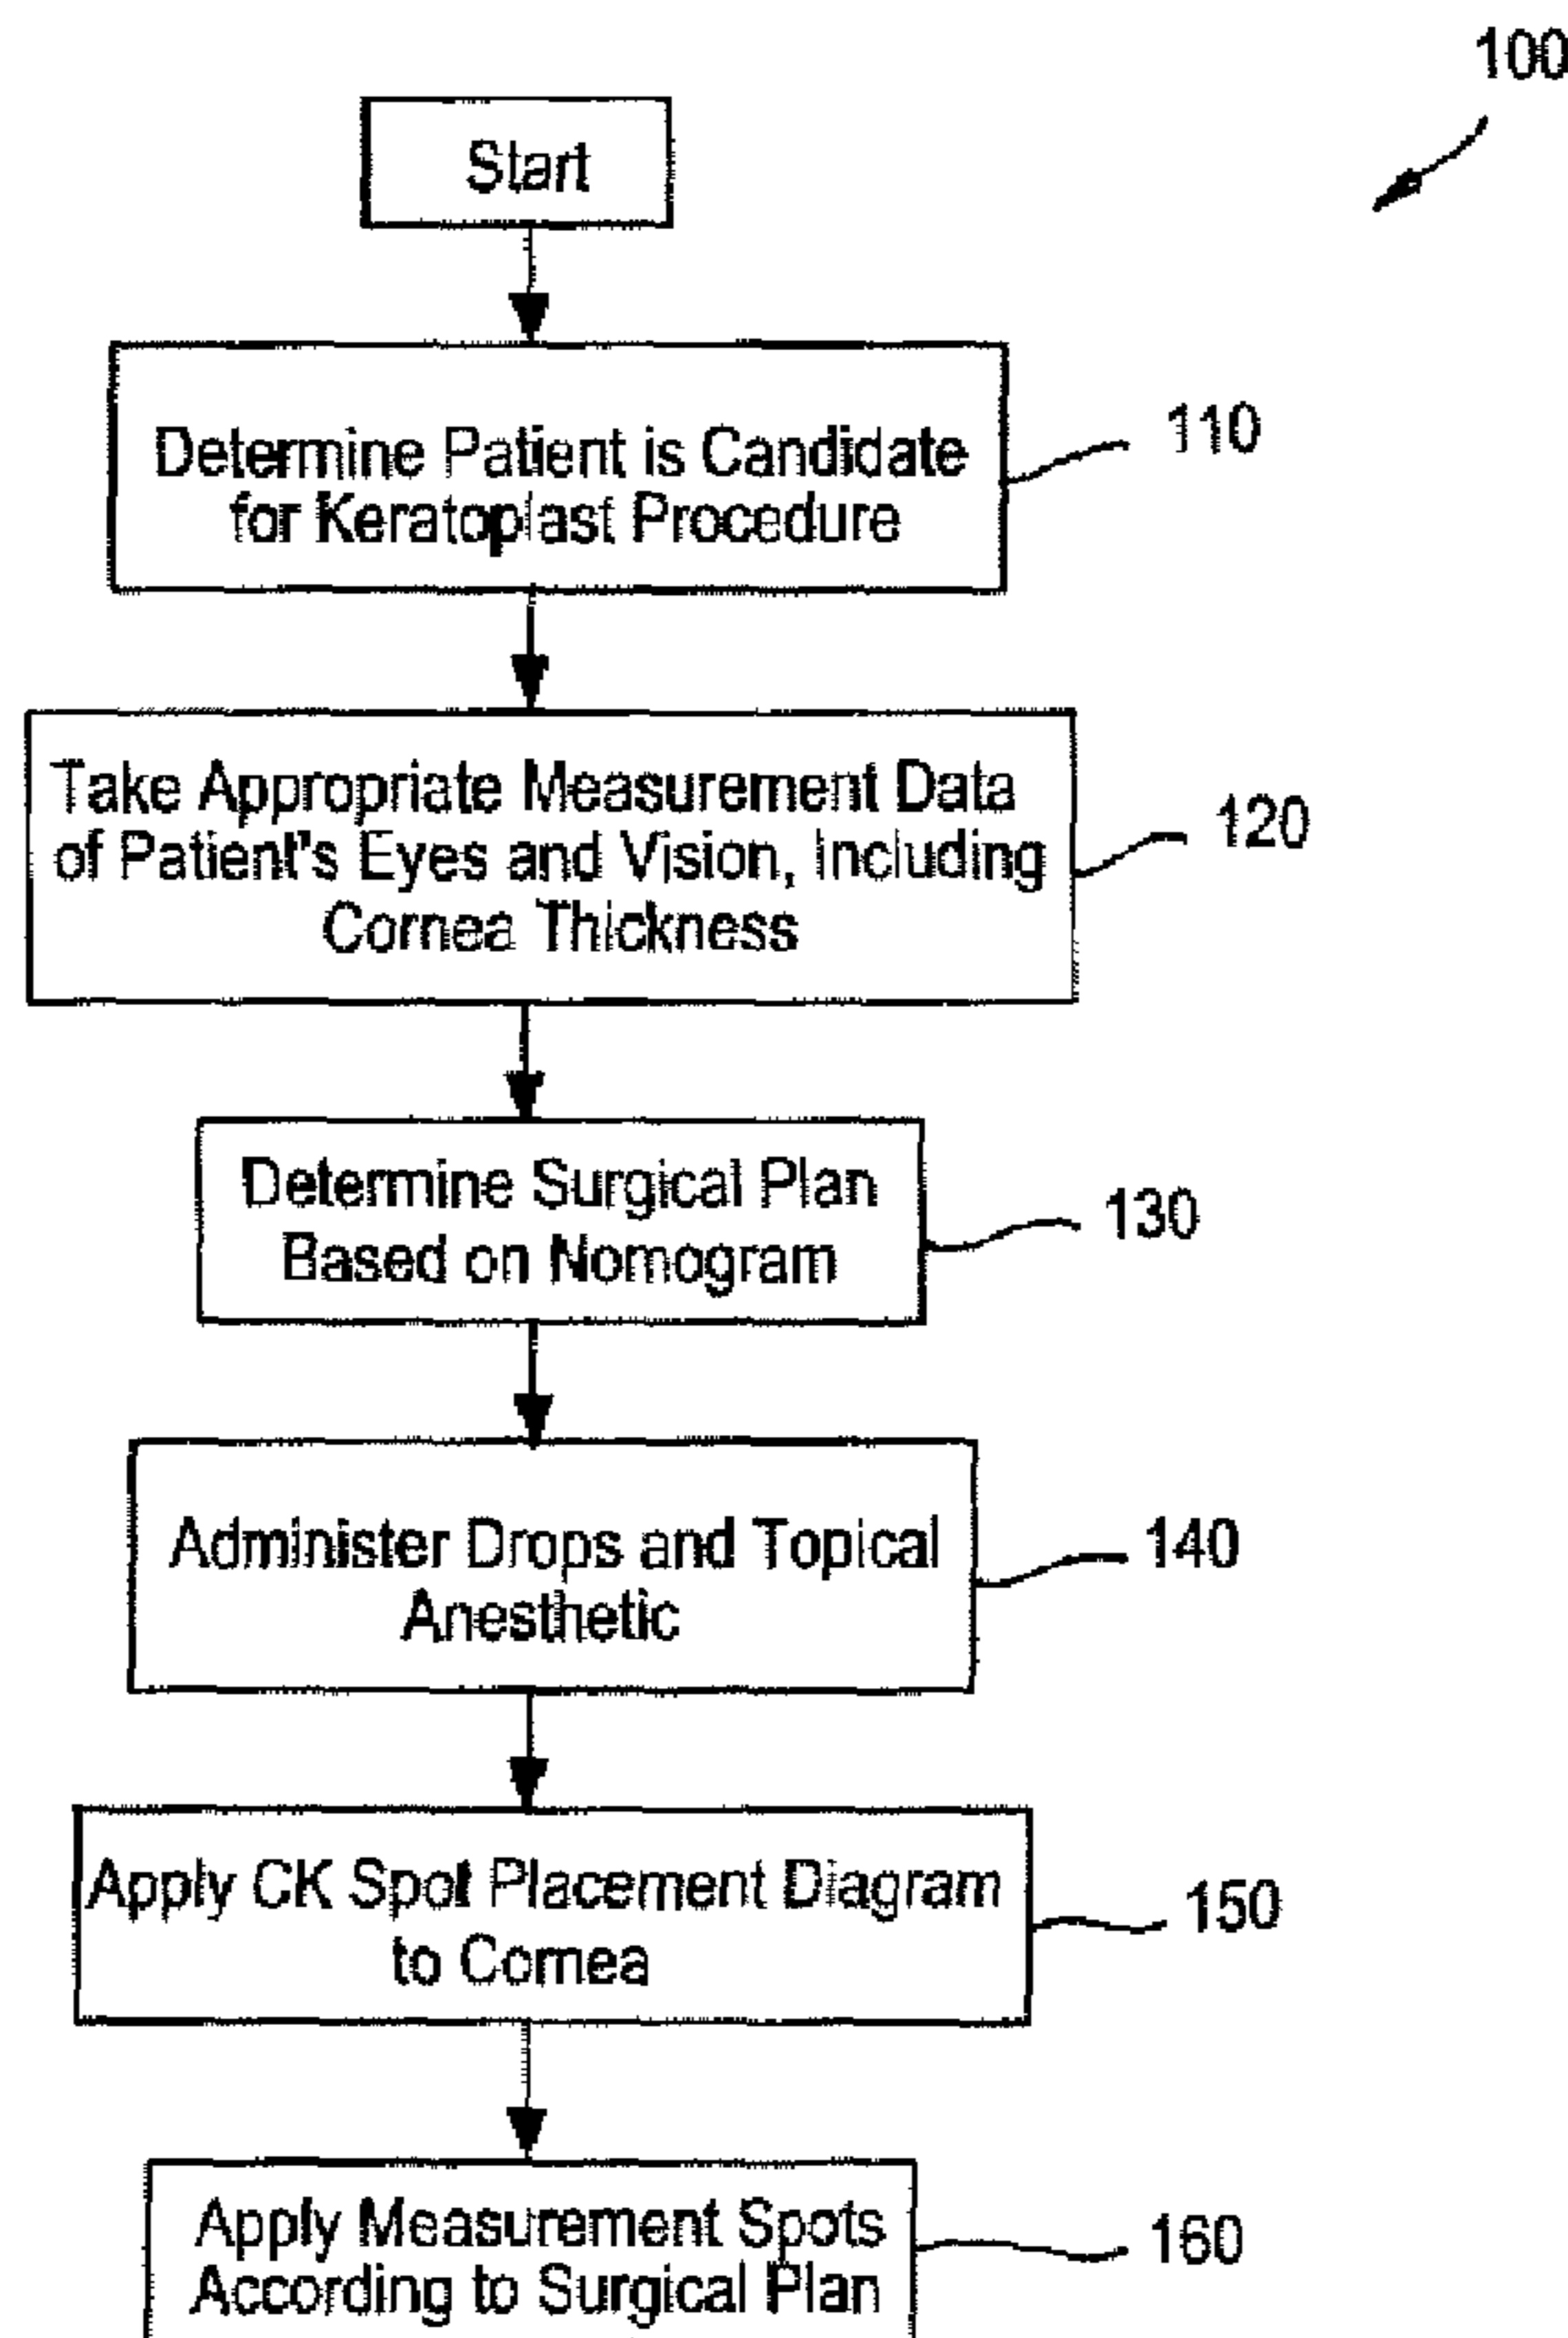 100
Start
Determine Patient is Candidate
for Keratoplast Procedure
110
Take Appropriate Measurement Data
of Patient's Eyes and Vision, Including
Cornea Thickness
120
Determine Surgical Plan
Based on Nomogram
130
Administer Drops and Topical
Anesthetic
140
Apply CK Spot Placement Diagram
to Cornea
150
Apply Measurement Spots
According to Surgical Plan
160